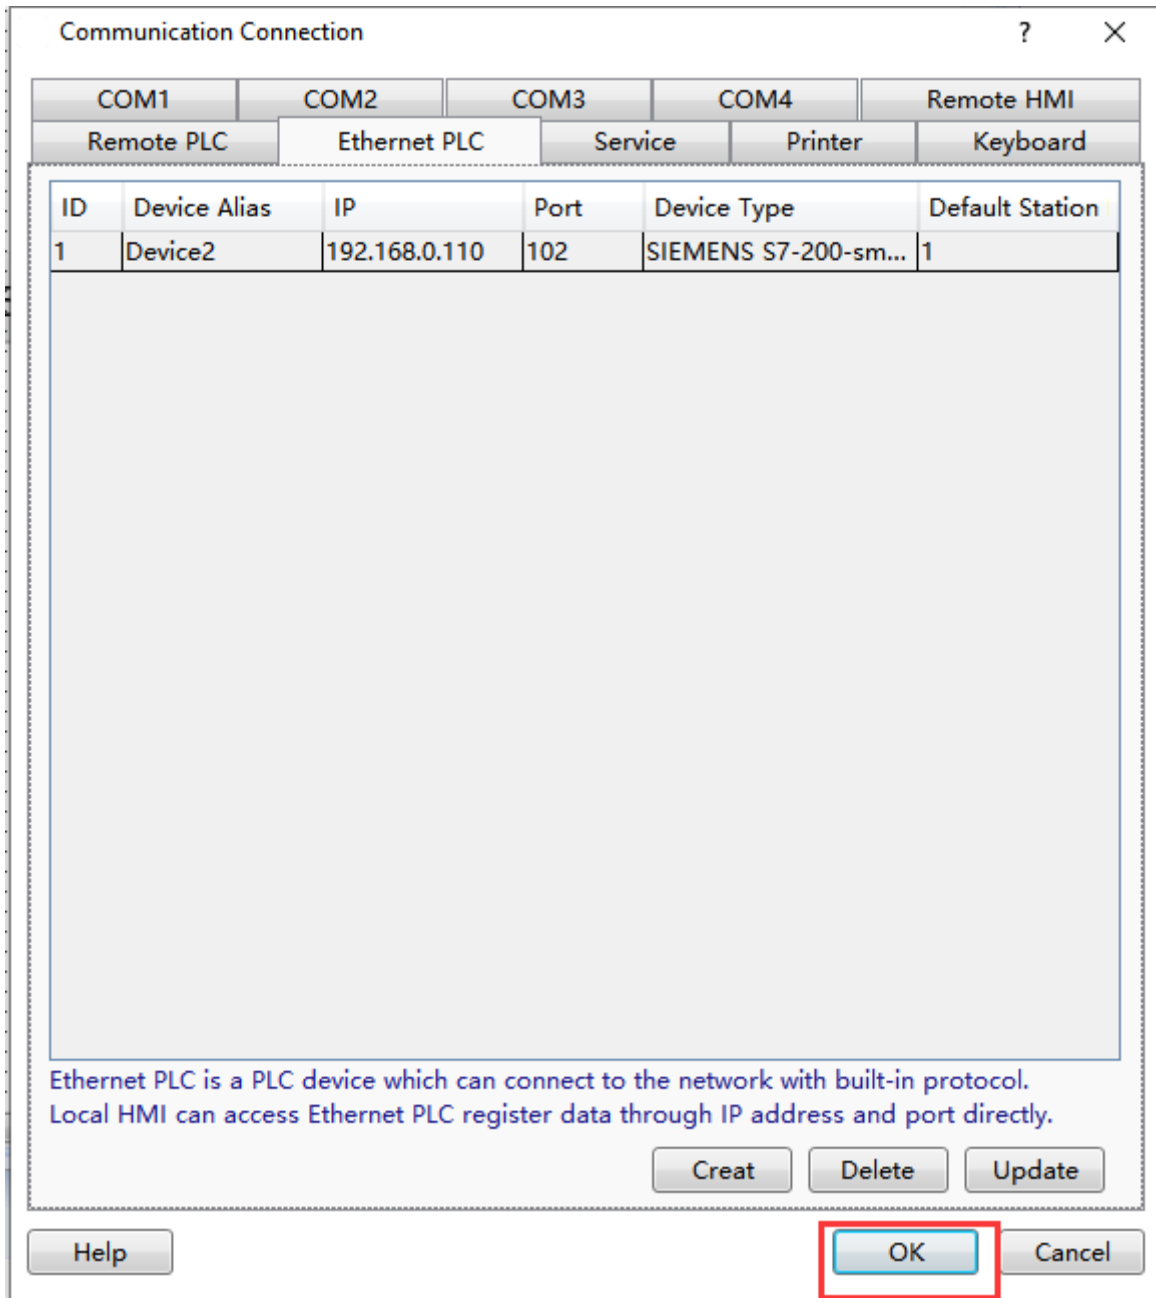 Communication Connection ?
COM1 COM2 COM3 COM4 Remote HMI
Remote PLC Ethernet PLC Service Printer Keyboard
ID Device Alias IP Port Device Type Default Station
1 Device2 192.168.0.110 102 SIEMENS S7-200-sm... 1
Ethernet PLC is a PLC device which can connect to the network with built-in protocol.
Local HMI can access Ethernet PLC register data through IP address and port directly.
Creat Delete Update
Help OK Cancel